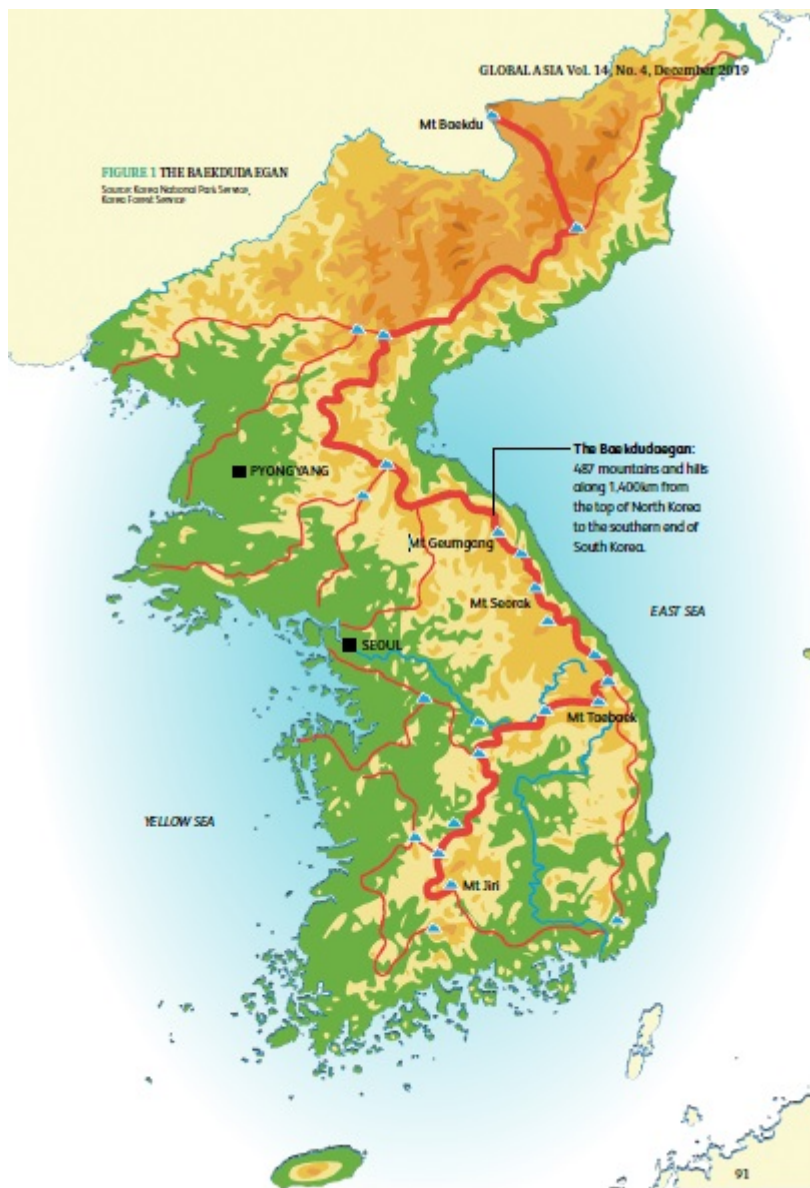 GLOBAL ASIA Vol. 14, No. 4, December 2019
Mt Baekdu
FIGURE 1 THE BAEKDUDAEGAN
Source: Korea National Park Service,
Korea Forest Service
The Baekdudaegan:
487 mountains and hills
along 1,400km from
the top of North Korea
to the southern end of
South Korea.
PYONGYANG
Mt Geumgang
Mt Seorak
EAST SEA
SEOUL
Mt Taebaek
YELLOW SEA
Mt Jiri
91